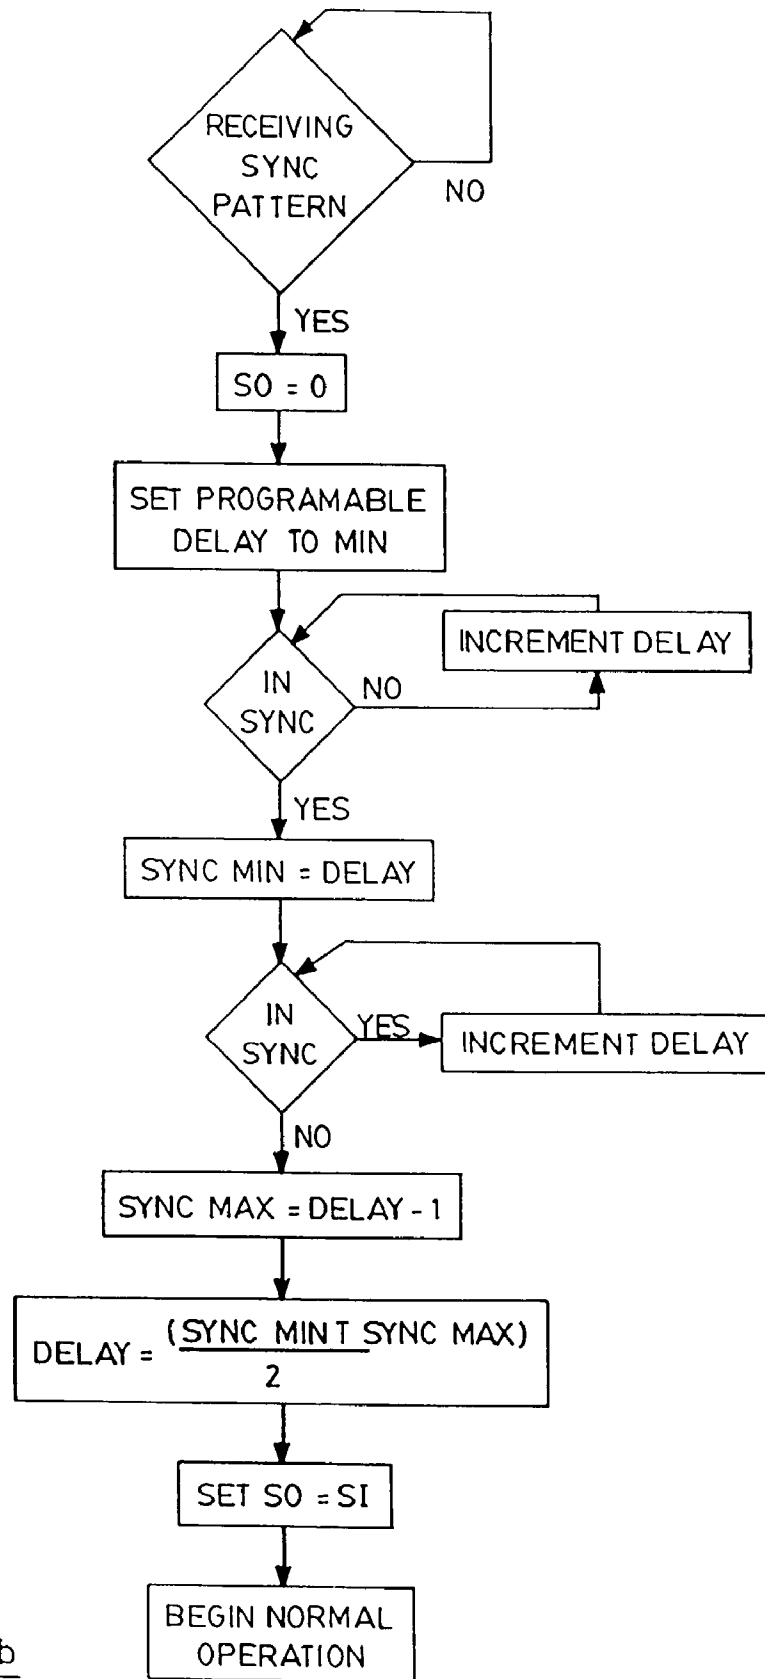 RECEIVING
SYNC
PATTERN
NO
YES
SO = 0
SET PROGRAMABLE
DELAY TO MIN
INCREMENT DELAY
IN
SYNC
NO
YES
SYNC MIN = DELAY
IN
SYNC
YES
INCREMENT DELAY
NO
SYNC MAX = DELAY - 1
DELAY = (SYNC MIN T SYNC MAX)
2
SET SO = SI
BEGIN NORMAL
OPERATION
b